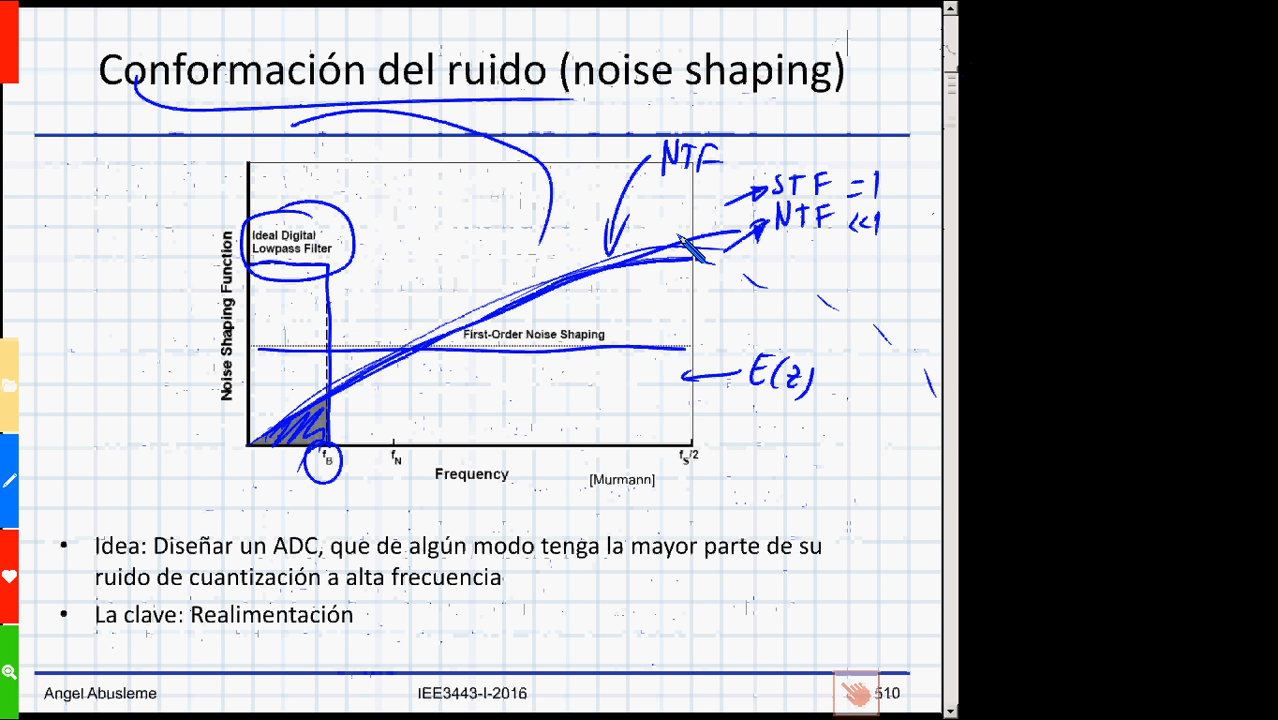 Conformación del ruido (noise shaping)
NTF
STF = 1
NTF << 1
Ideal Digital
Lowpass Filter
Noise Shaping Function
First-Order Noise Shaping
E(z)
fB
fN
fS/2
Frequency
[Murmann]
• Idea: Diseñar un ADC, que de algún modo tenga la mayor parte de su
ruido de cuantización a alta frecuencia
• La clave: Realimentación
Angel Abusleme
IEE3443-I-2016
510